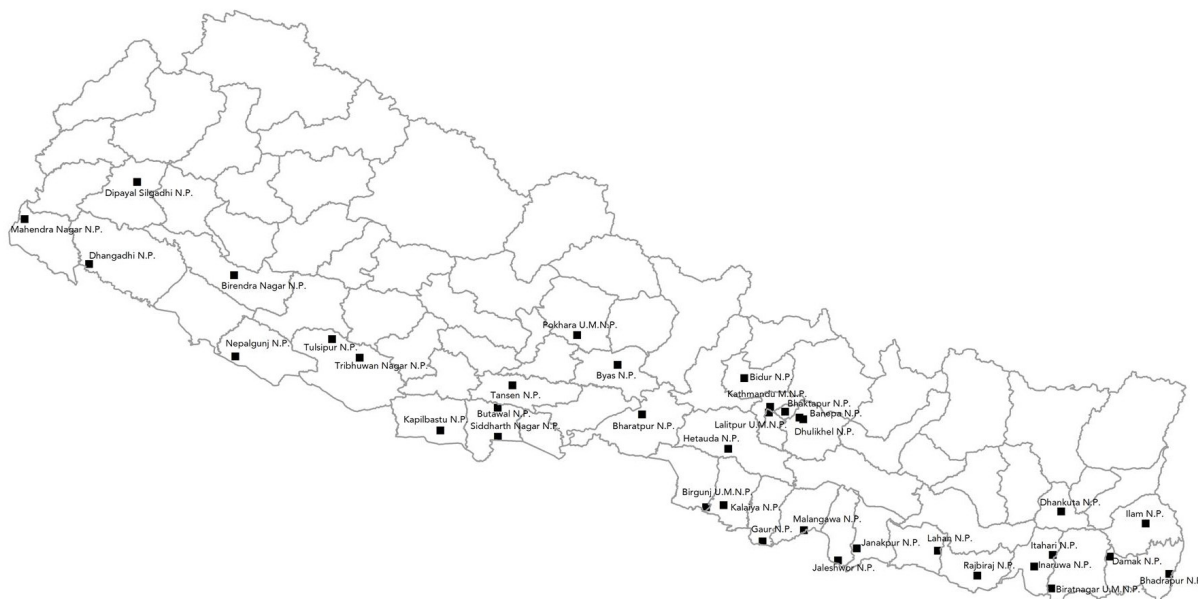 Dipayal Silgadhi N.P.
Mahendra Nagar N.P.
Dhangadhi N.P.
Birendra Nagar N.P.
Pokhara U.M.N.P.
Nepalgunj N.P.
Tulsipur N.P.
Tribhuwan Nagar N.P.
Byas N.P.
Bidur N.P.
Tansen N.P.
Kathmandu M.N.P.
Bhaktapur N.P.
Butawal N.P.
Banepa N.P.
Kapilbastu N.P.
Siddharth Nagar N.P.
Bharatpur N.P.
Lalitpur U.M.N.P.
Dhulikhel N.P.
Hetauda N.P.
Birgunj U.M.N.P.
Kalaiya N.P.
Dhankuta N.P.
Ilam N.P.
Malangawa N.P.
Gaur N.P.
Janakpur N.P.
Lahan N.P.
Itahari N.P.
Jaleshwpr N.P.
Rajbiraj N.P.
Inaruwa N.P.
Damak N.P.
Bhadrapur N.P
Biratnagar U.M.N.P.